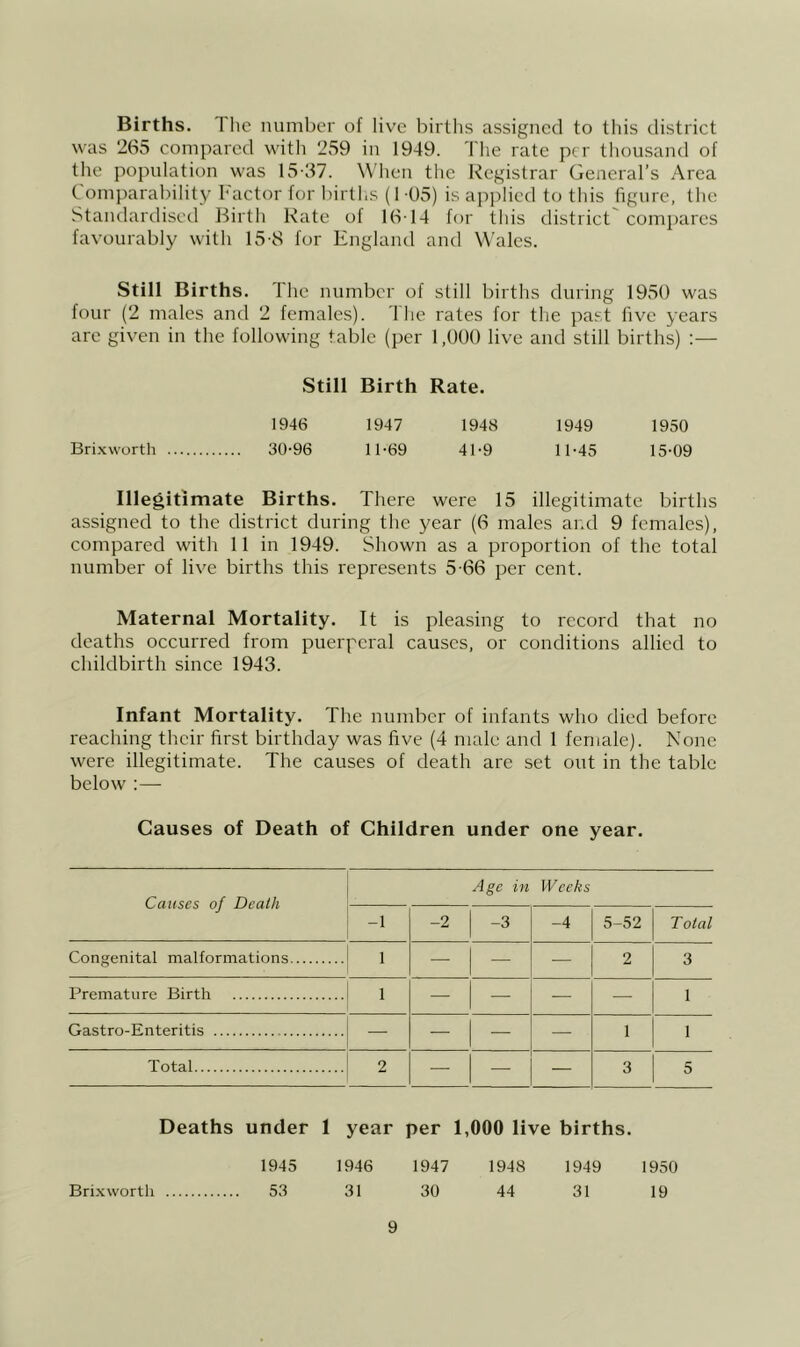 Births. The number of live births assigned to this district
was 265 compared with 259 in 1949. The rate per thousand of
the population was 15·37. When the Registrar General's Area
Comparability Factor for births (1·05) is applied to this figure, the
Standardised Birth Rate of 16·14 for this district compares
favourably with 15·8 for England and Wales.
Still Births. The number of still births during 1950 was
four (2 males and 2 females). The rates for the past five years
are given in the following table (per 1,000 live and still births) :—
Still Birth Rate.
1946 1947 1948 1949 1950
Brixworth ............ 30·96 11·69 41·9 11·45 15·09
Illegitimate Births. There were 15 illegitimate births
assigned to the district during the year (6 males and 9 females),
compared with 11 in 1949. Shown as a proportion of the total
number of live births this represents 5·66 per cent.
Maternal Mortality. It is pleasing to record that no
deaths occurred from puerperal causes, or conditions allied to
childbirth since 1943.
Infant Mortality. The number of infants who died before
reaching their first birthday was five (4 male and 1 female). None
were illegitimate. The causes of death are set out in the table
below :—
Causes of Death of Children under one year.
Causes of Death Age in Weeks
-1 -2 -3 -4 5-52 Total
Congenital malformations......... 1 — — — 2 3
Premature Birth .................... 1 — — — — 1
Gastro-Enteritis ...................... — — — — 1 1
Total........................... 2 — — — 3 5
Deaths under 1 year per 1,000 live births.
1945 1946 1947 1948 1949 1950
Brixworth ............ 53 31 30 44 31 19
9